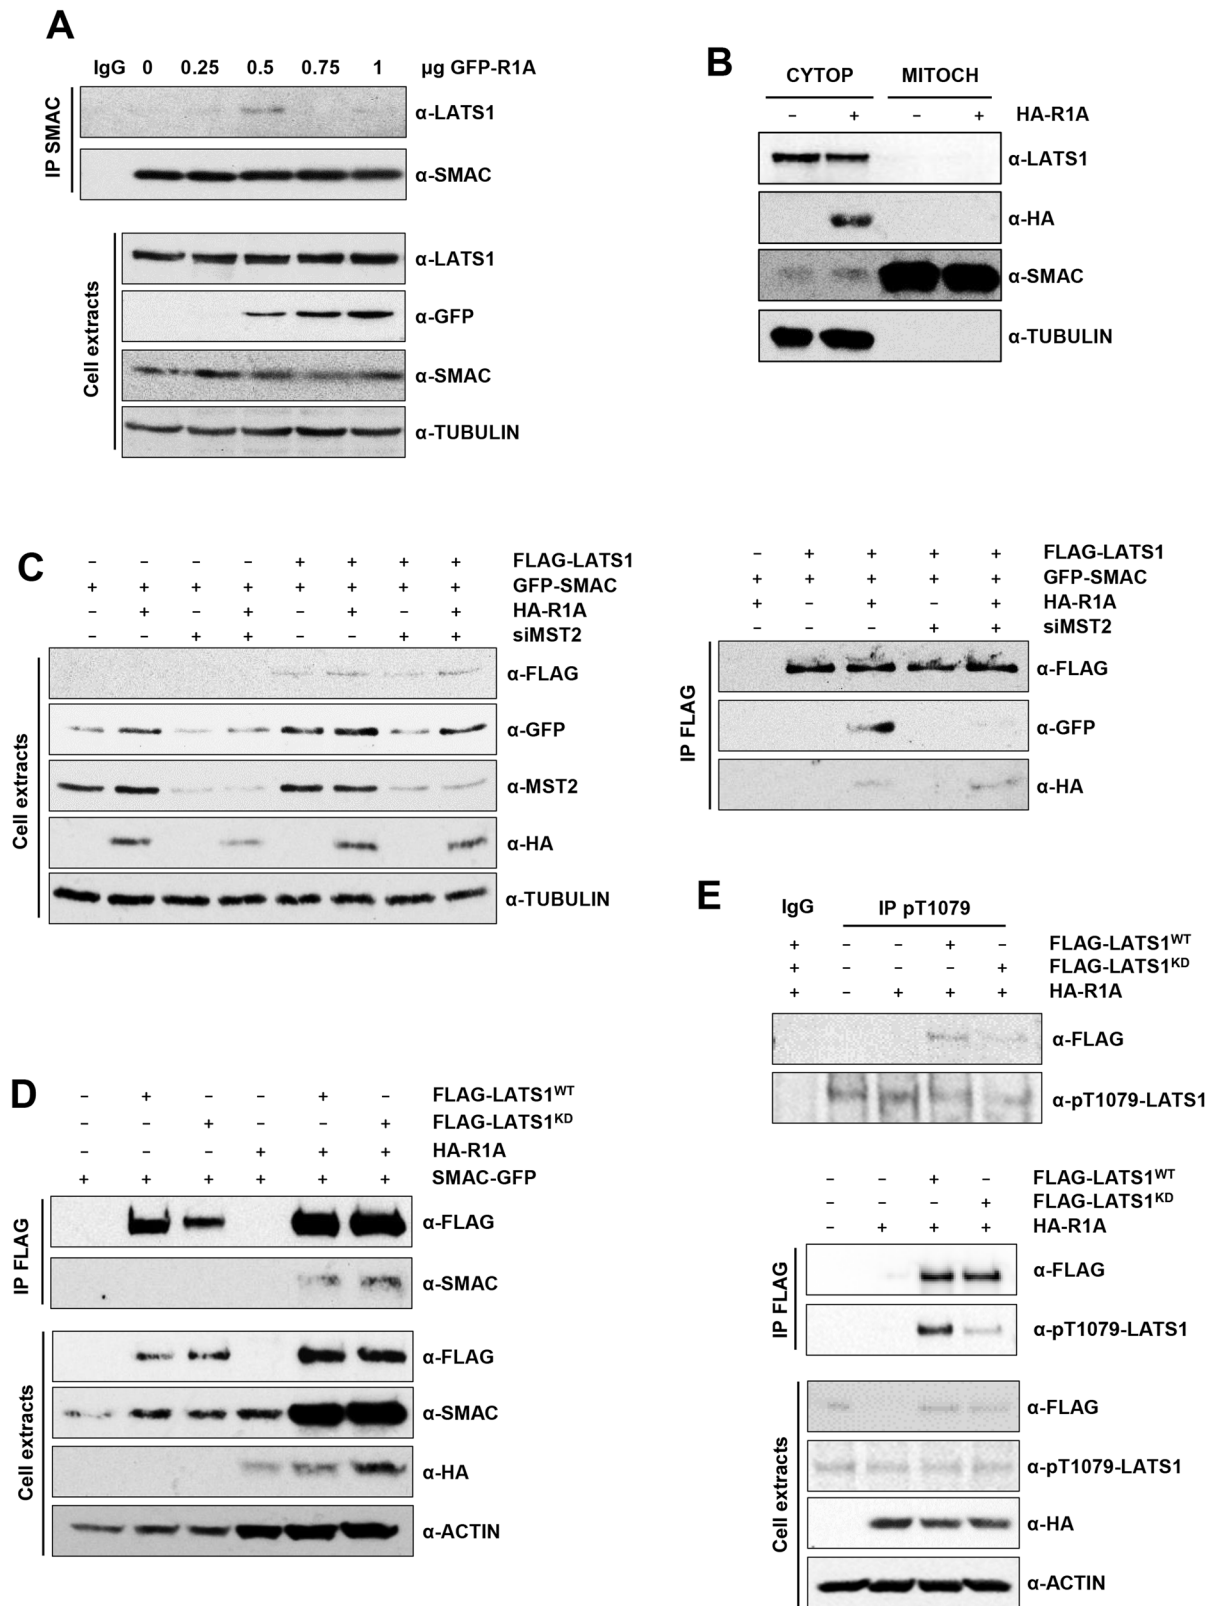 A
IgG 0 0.25 0.5 0.75 1 μg GFP-R1A
IP SMAC
α-LATS1
α-SMAC
Cell extracts
α-LATS1
α-GFP
α-SMAC
α-TUBULIN
B
CYTOP MITOCH
– + – + HA-R1A
α-LATS1
α-HA
α-SMAC
α-TUBULIN
C
– – – – + + + + FLAG-LATS1
+ + + + + + + + GFP-SMAC
– + – + – + – + HA-R1A
– – + + – – + + siMST2
Cell extracts
α-FLAG
α-GFP
α-MST2
α-HA
α-TUBULIN
– + + + + FLAG-LATS1
+ + + + + GFP-SMAC
+ – + – + HA-R1A
– – – + + siMST2
IP FLAG
α-FLAG
α-GFP
α-HA
D
– + – – + – FLAG-LATS1WT
– – + – – + FLAG-LATS1KD
– – – + + + HA-R1A
+ + + + + + SMAC-GFP
IP FLAG
α-FLAG
α-SMAC
Cell extracts
α-FLAG
α-SMAC
α-HA
α-ACTIN
E
IgG IP pT1079
+ – – + – FLAG-LATS1WT
+ – – – + FLAG-LATS1KD
+ – + + + HA-R1A
α-FLAG
α-pT1079-LATS1
– – + – FLAG-LATS1WT
– – – + FLAG-LATS1KD
– + + + HA-R1A
IP FLAG
α-FLAG
α-pT1079-LATS1
Cell extracts
α-FLAG
α-pT1079-LATS1
α-HA
α-ACTIN